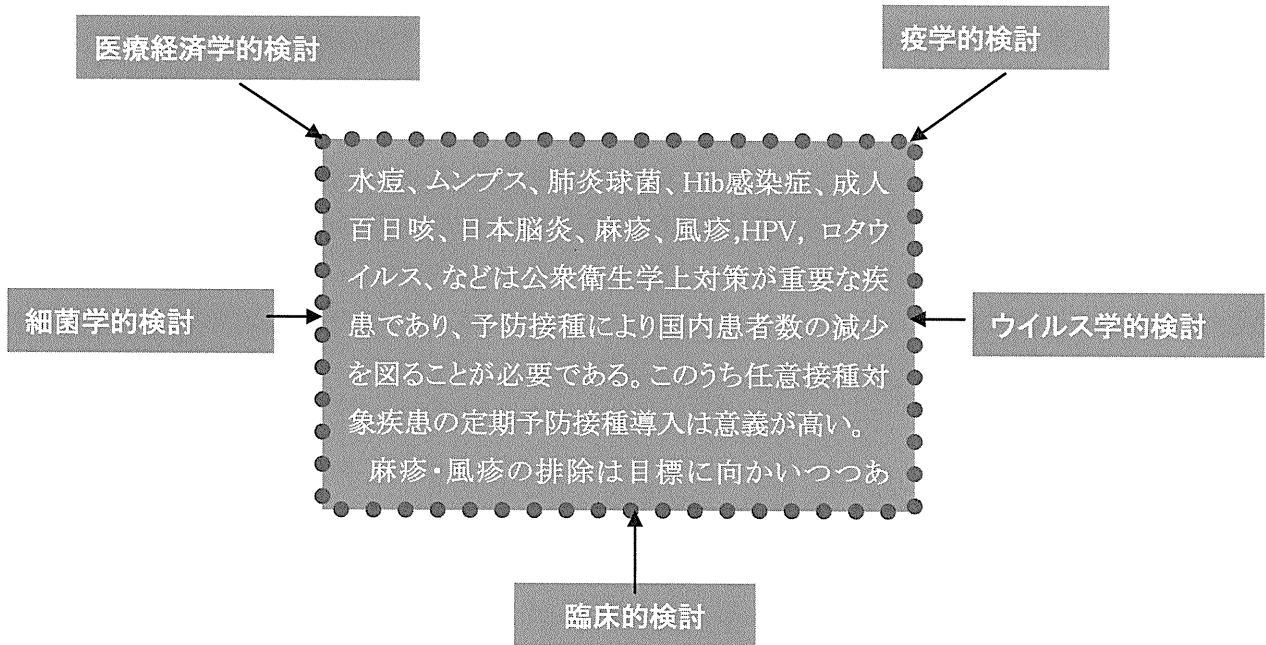 医療経済学的検討
疫学的検討
水痘、ムンプス、肺炎球菌、Hib感染症、成人
百日咳、日本脳炎、麻疹、風疹,HPV, ロタウ
イルス、などは公衆衛生学上対策が重要な疾
患であり、予防接種により国内患者数の減少
を図ることが必要である。このうち任意接種対
象疾患の定期予防接種導入は意義が高い。
麻疹・風疹の排除は目標に向かいつつあ
細菌学的検討
ウイルス学的検討
臨床的検討